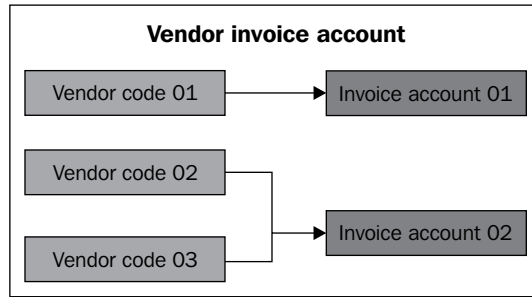 Vendor invoice account
Vendor code 01
Invoice account 01
Vendor code 02
Vendor code 03
Invoice account 02